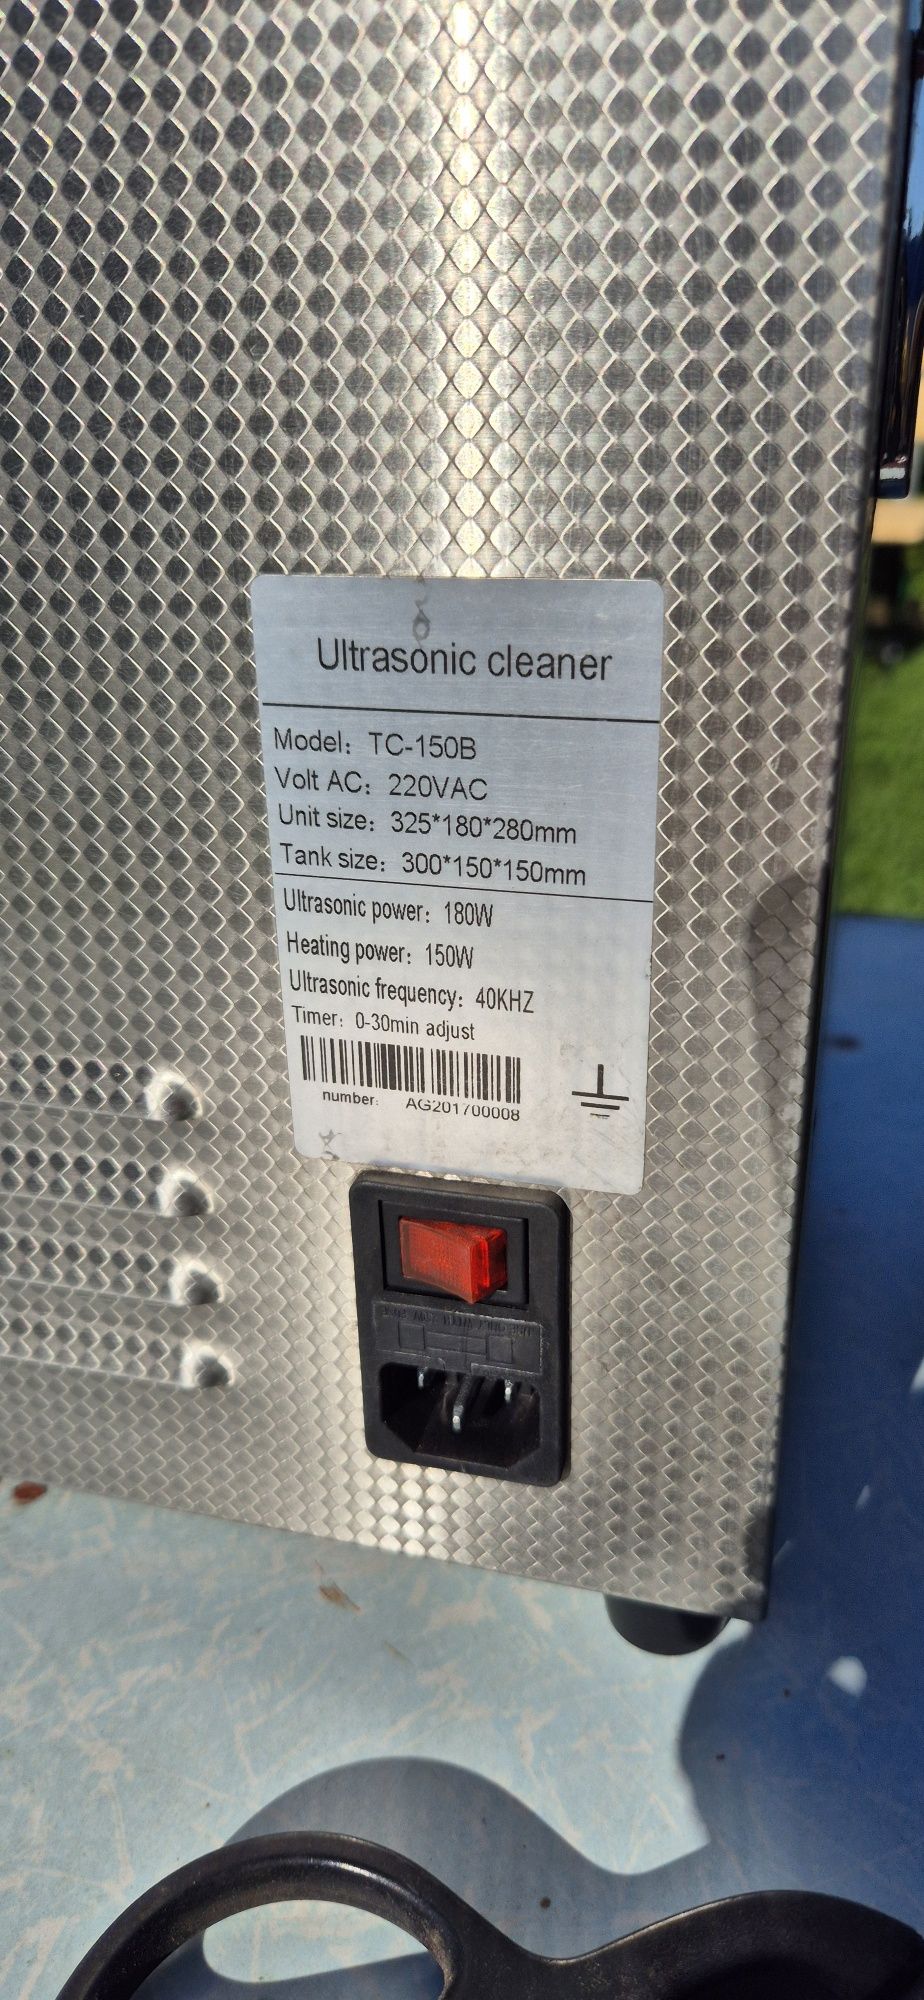 Ultrasonic cleaner
Model: TC-150B
Volt AC: 220VAC
Unit size: 325*180*280mm
Tank size: 300*150*150mm
Ultrasonic power: 180W
Heating power: 150W
Ultrasonic frequency: 40KHZ
Timer: 0-30min adjust
number: AG201700008